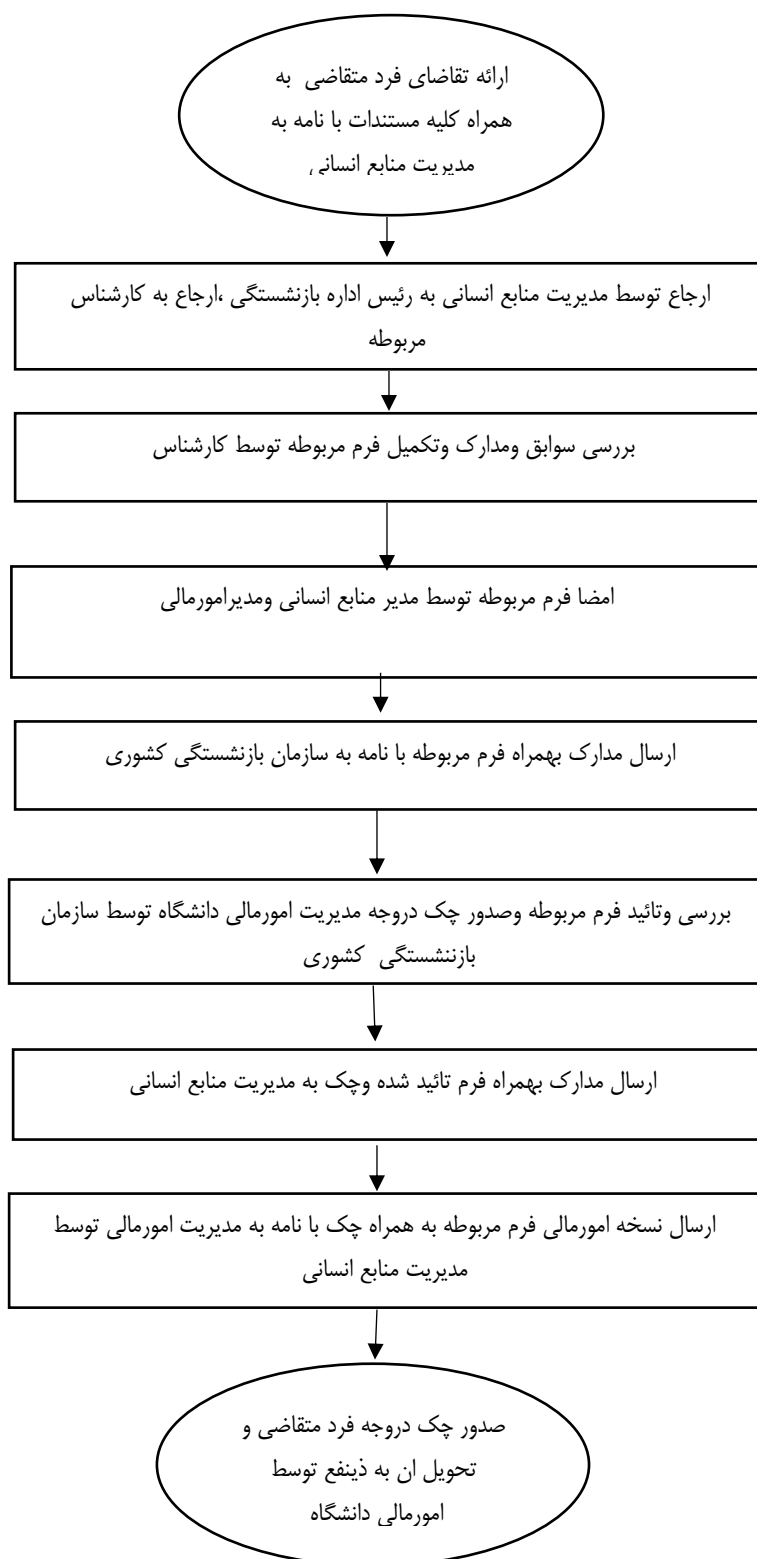 ارائه تقاضای فرد متقاضی به
همراه کلیه مستندات با نامه به
مدیریت منابع انسانی
ارجاع توسط مدیریت منابع انسانی به رئیس اداره بازنشستگی ،ارجاع به کارشناس
مربوطه
بررسی سوابق ومدارک وتکمیل فرم مربوطه توسط کارشناس
امضا فرم مربوطه توسط مدیر منابع انسانی ومدیرامورمالی
ارسال مدارک بهمراه فرم مربوطه با نامه به سازمان بازنشستگی کشوری
بررسی وتائید فرم مربوطه وصدور چک دروجه مدیریت امورمالی دانشگاه توسط سازمان
بازننشستگی کشوری
ارسال مدارک بهمراه فرم تائید شده وچک به مدیریت منابع انسانی
ارسال نسخه امورمالی فرم مربوطه به همراه چک با نامه به مدیریت امورمالی توسط
مدیریت منابع انسانی
صدور چک دروجه فرد متقاضی و
تحویل ان به ذینفع توسط
امورمالی دانشگاه